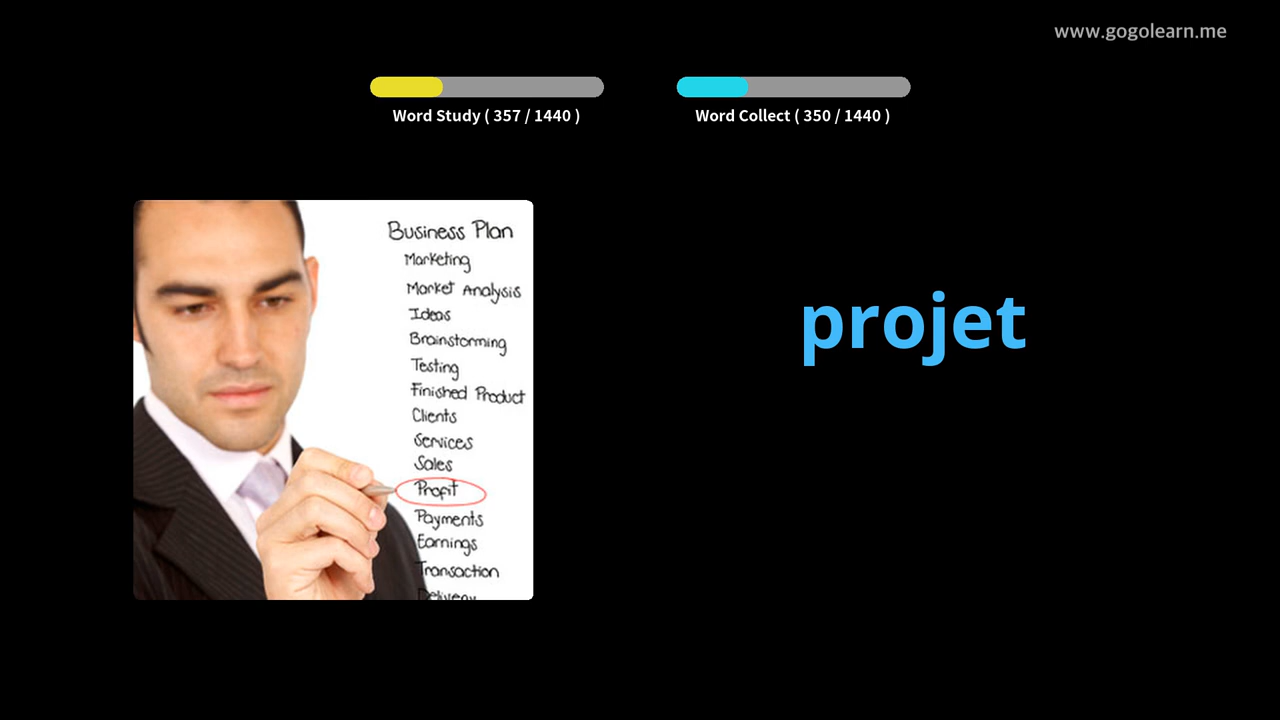 www.gogolearn.me
Word Study ( 357 / 1440 )
Word Collect ( 350 / 1440 )
Business Plan
Marketing
Market Analysis
Ideas
Brainstorming
Testing
Finished Product
Clients
Services
Sales
Profit
Payments
Earnings
Transaction
Delivery
projet